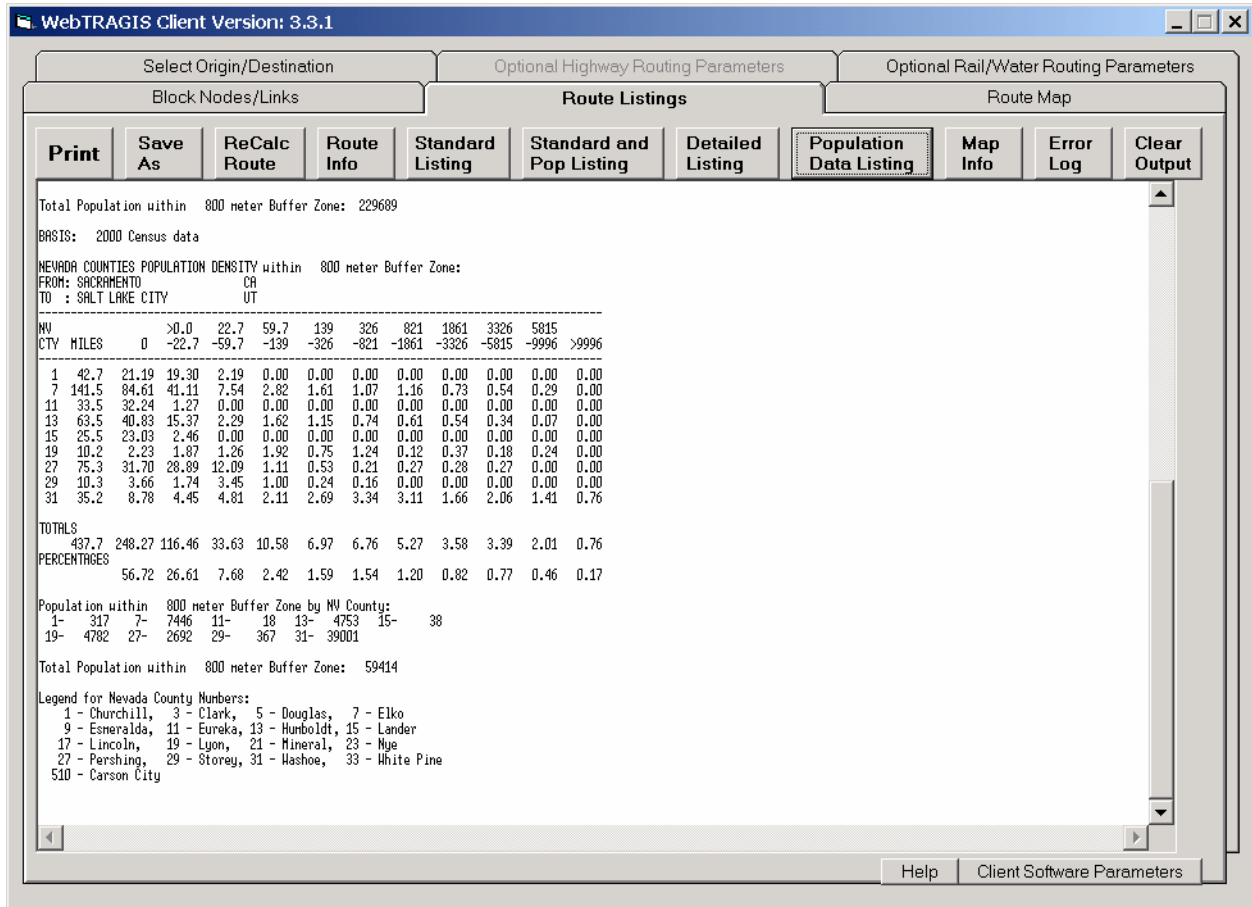 WebTRAGIS Client Version: 3.3.1
Select Origin/Destination Optional Highway Routing Parameters Optional Rail/Water Routing Parameters
Block Nodes/Links Route Listings Route Map
Print Save As ReCalc Route Route Info Standard Listing Standard and Pop Listing Detailed Listing Population Data Listing Map Info Error Log Clear Output
Total Population within 800 meter Buffer Zone: 229689
BASIS: 2000 Census data
NEVADA COUNTIES POPULATION DENSITY within 800 meter Buffer Zone:
FROM: SACRAMENTO CA
TO : SALT LAKE CITY UT
NV >0.0 22.7 59.7 139 326 821 1861 3326 5815
CTY MILES 0 -22.7 -59.7 -139 -326 -821 -1861 -3326 -5815 -9996 >9996
1 42.7 21.19 19.30 2.19 0.00 0.00 0.00 0.00 0.00 0.00 0.00 0.00
7 141.5 84.61 41.11 7.54 2.82 1.61 1.07 1.16 0.73 0.54 0.29 0.00
11 33.5 32.24 1.27 0.00 0.00 0.00 0.00 0.00 0.00 0.00 0.00 0.00
13 63.5 40.83 15.37 2.29 1.62 1.15 0.74 0.61 0.54 0.34 0.07 0.00
15 25.5 23.03 2.46 0.00 0.00 0.00 0.00 0.00 0.00 0.00 0.00 0.00
19 10.2 2.23 1.87 1.26 1.92 0.75 1.24 0.12 0.37 0.18 0.24 0.00
27 75.3 31.70 28.89 12.09 1.11 0.53 0.21 0.27 0.28 0.27 0.00 0.00
29 10.3 3.66 1.74 3.45 1.00 0.24 0.16 0.00 0.00 0.00 0.00 0.00
31 35.2 8.78 4.45 4.81 2.11 2.69 3.34 3.11 1.66 2.06 1.41 0.76
TOTALS
437.7 248.27 116.46 33.63 10.58 6.97 6.76 5.27 3.58 3.39 2.01 0.76
PERCENTAGES
56.72 26.61 7.68 2.42 1.59 1.54 1.20 0.82 0.77 0.46 0.17
Population within 800 meter Buffer Zone by NV County:
1- 317 7- 7446 11- 18 13- 4753 15- 38
19- 4782 27- 2692 29- 367 31- 39001
Total Population within 800 meter Buffer Zone: 59414
Legend for Nevada County Numbers:
1 - Churchill, 3 - Clark, 5 - Douglas, 7 - Elko
9 - Esmeralda, 11 - Eureka, 13 - Humboldt, 15 - Lander
17 - Lincoln, 19 - Lyon, 21 - Mineral, 23 - Nye
27 - Pershing, 29 - Storey, 31 - Washoe, 33 - White Pine
510 - Carson City
Help Client Software Parameters